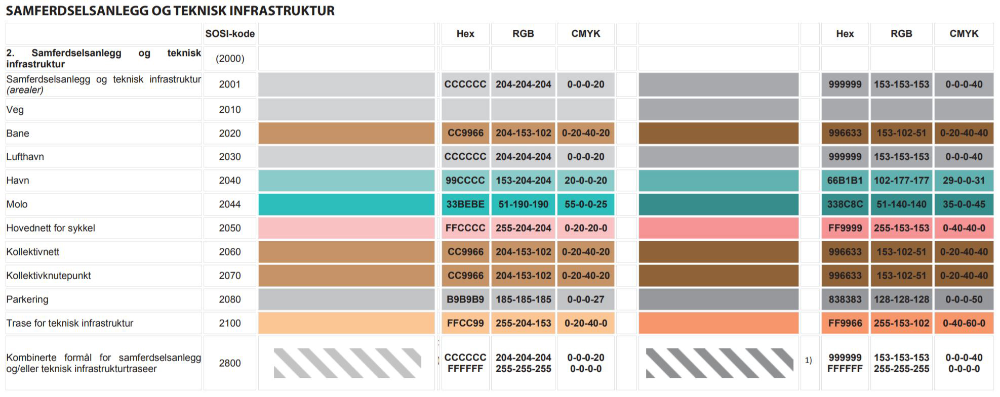 SAMFERDSELSANLEGG OG TEKNISK INFRASTRUKTUR
SOSI-kode Hex RGB CMYK Hex RGB CMYK
2. Samferdselsanlegg og teknisk
infrastruktur (2000)
Samferdselsanlegg og teknisk infrastruktur
(arealer) 2001 CCCCCC 204-204-204 0-0-0-20 999999 153-153-153 0-0-0-40
Veg 2010
Bane 2020 CC9966 204-153-102 0-20-40-20 996633 153-102-51 0-20-40-40
Lufthavn 2030 CCCCCC 204-204-204 0-0-0-20 999999 153-153-153 0-0-0-40
Havn 2040 99CCCC 153-204-204 20-0-0-20 66B1B1 102-177-177 29-0-0-31
Molo 2044 33BEBE 51-190-190 55-0-0-25 338C8C 51-140-140 35-0-0-45
Hovednett for sykkel 2050 FFCCCC 255-204-204 0-20-20-0 FF9999 255-153-153 0-40-40-0
Kollektivnett 2060 CC9966 204-153-102 0-20-40-20 996633 153-102-51 0-20-40-40
Kollektivknutepunkt 2070 CC9966 204-153-102 0-20-40-20 996633 153-102-51 0-20-40-40
Parkering 2080 B9B9B9 185-185-185 0-0-0-27 838383 128-128-128 0-0-0-50
Trase for teknisk infrastruktur 2100 FFCC99 255-204-153 0-20-40-0 FF9966 255-153-102 0-40-60-0
Kombinerte formål for samferdselsanlegg CCCCCC 204-204-204 0-0-0-20 999999 153-153-153 0-0-0-40
og/eller teknisk infrastrukturtraseer 2800 FFFFFF 255-255-255 0-0-0-0 1) FFFFFF 255-255-255 0-0-0-0